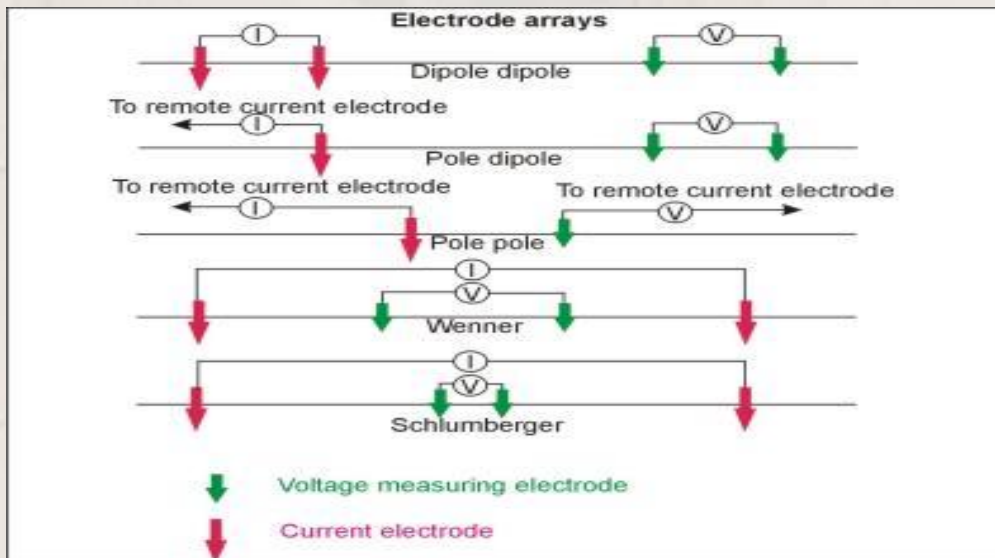 Electrode arrays
I V
Dipole dipole
To remote current electrode
I V
Pole dipole
To remote current electrode To remote current electrode
I V
Pole pole
I
V
Wenner
I
V
Schlumberger
Voltage measuring electrode
Current electrode